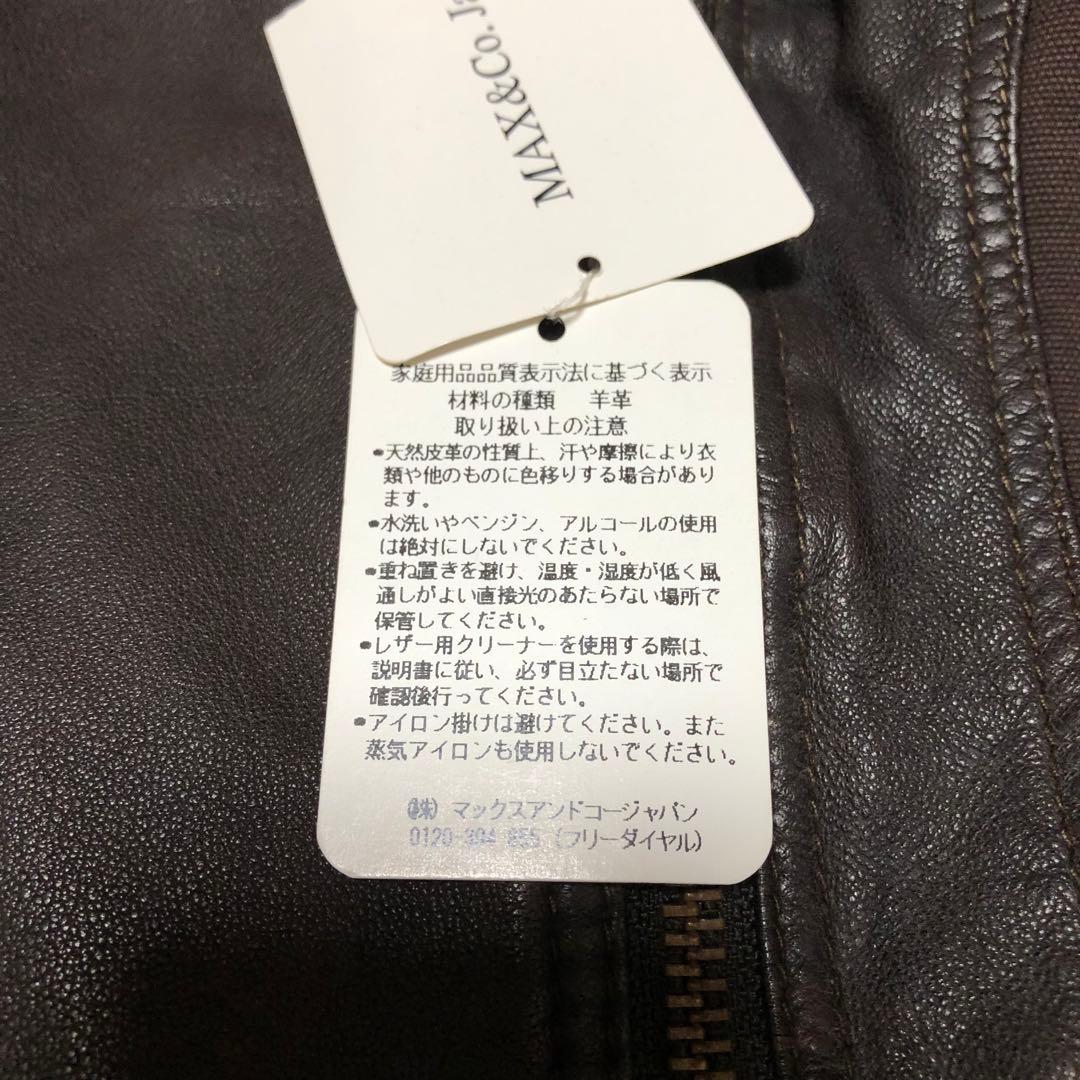 MAX&Co.
家庭用品品質表示法に基づく表示
材料の種類 羊革
取り扱い上の注意
•天然皮革の性質上、汗や摩擦により衣
類や他のものに色移りする場合があり
ます。
•水洗いやベンジン、アルコールの使用
は絶対にしないでください。
•重ね置きを避け、温度・湿度が低く風
通しがよい直接光のあたらない場所で
保管してください。
•レザー用クリーナーを使用する際は、
説明書に従い、必ず目立たない場所で
確認後行ってください。
•アイロン掛けは避けてください。また
蒸気アイロンも使用しないでください。
(株) マックスアンドコージャパン
0120-394-855 (フリーダイヤル)